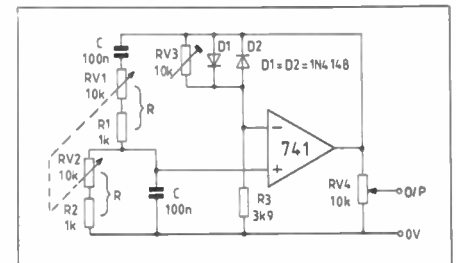 C
100n
RV1
10k
R
R1
1k
RV2
10k
R
R2
1k
C
100n
RV3
10k
D1
D2
D1=D2=1N4148
−
741
+
R3
3k9
RV4
10k
O/P
0V